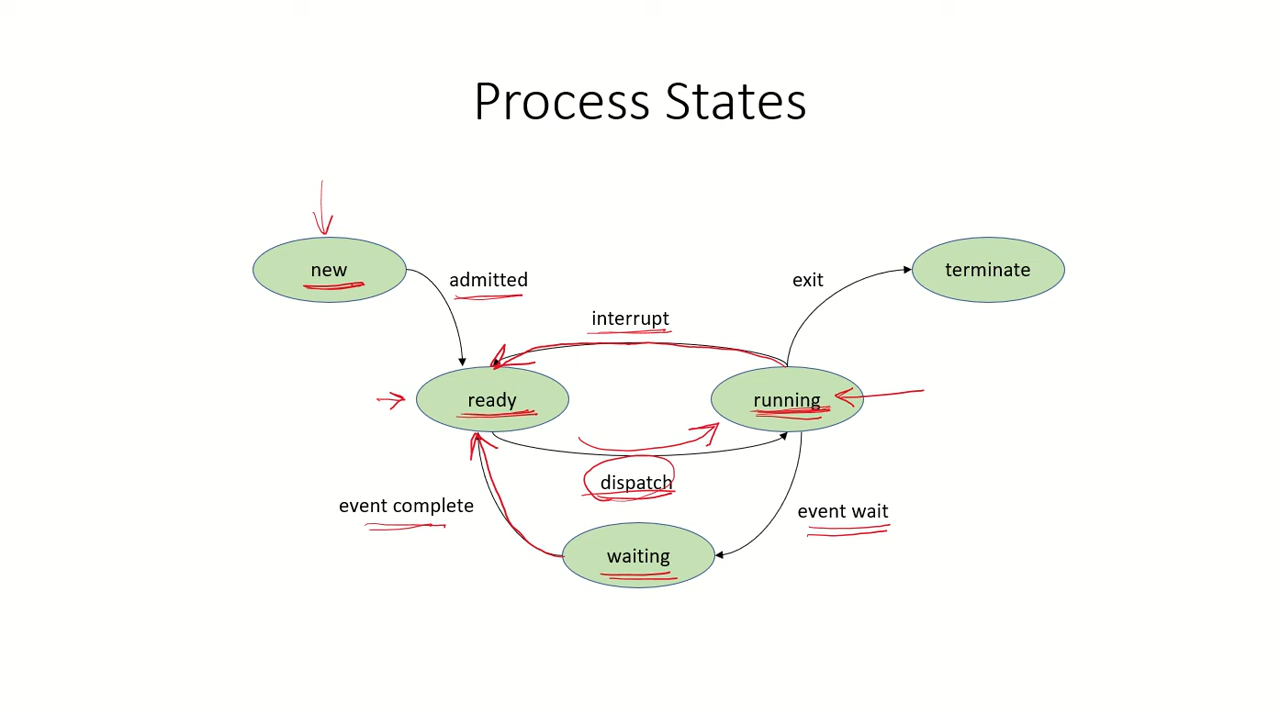 Process States
new
admitted
exit
terminate
interrupt
ready
running
dispatch
event complete
event wait
waiting